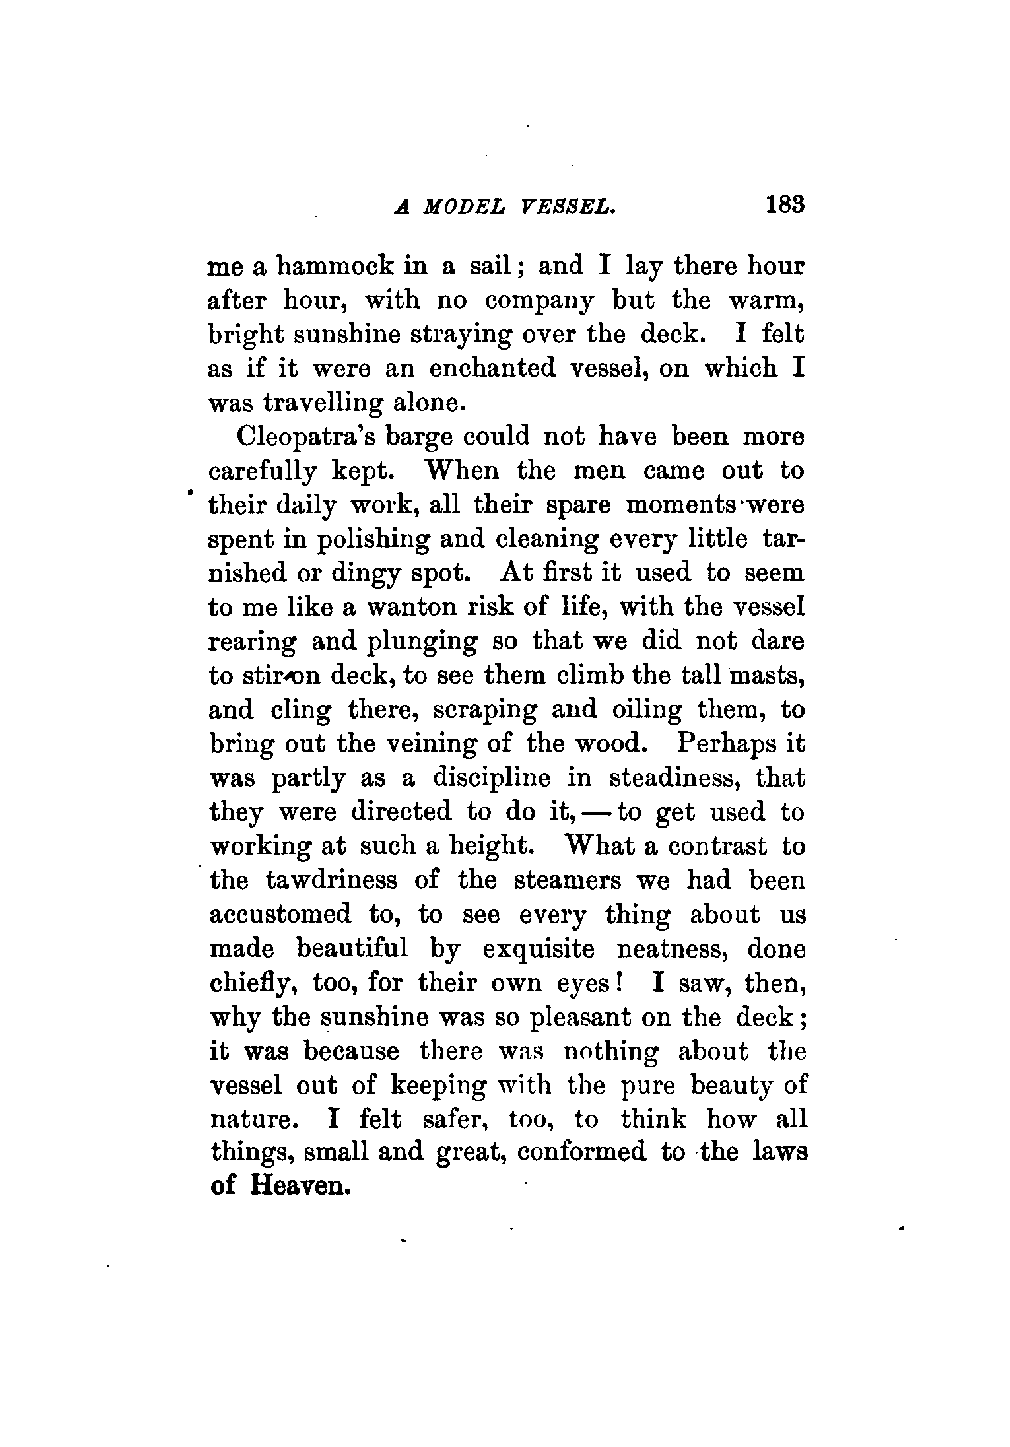 A MODEL VESSEL. 183
me a hammock in a sail; and I lay there hour
after hour, with no company but the warm,
bright sunshine straying over the deck. I felt
as if it were an enchanted vessel, on which I
was travelling alone.
Cleopatra's barge could not have been more
carefully kept. When the men came out to
their daily work, all their spare moments were
spent in polishing and cleaning every little tar-
nished or dingy spot. At first it used to seem
to me like a wanton risk of life, with the vessel
rearing and plunging so that we did not dare
to stir on deck, to see them climb the tall masts,
and cling there, scraping and oiling them, to
bring out the veining of the wood. Perhaps it
was partly as a discipline in steadiness, that
they were directed to do it,—to get used to
working at such a height. What a contrast to
the tawdriness of the steamers we had been
accustomed to, to see every thing about us
made beautiful by exquisite neatness, done
chiefly, too, for their own eyes! I saw, then,
why the sunshine was so pleasant on the deck;
it was because there was nothing about the
vessel out of keeping with the pure beauty of
nature. I felt safer, too, to think how all
things, small and great, conformed to the laws
of Heaven.